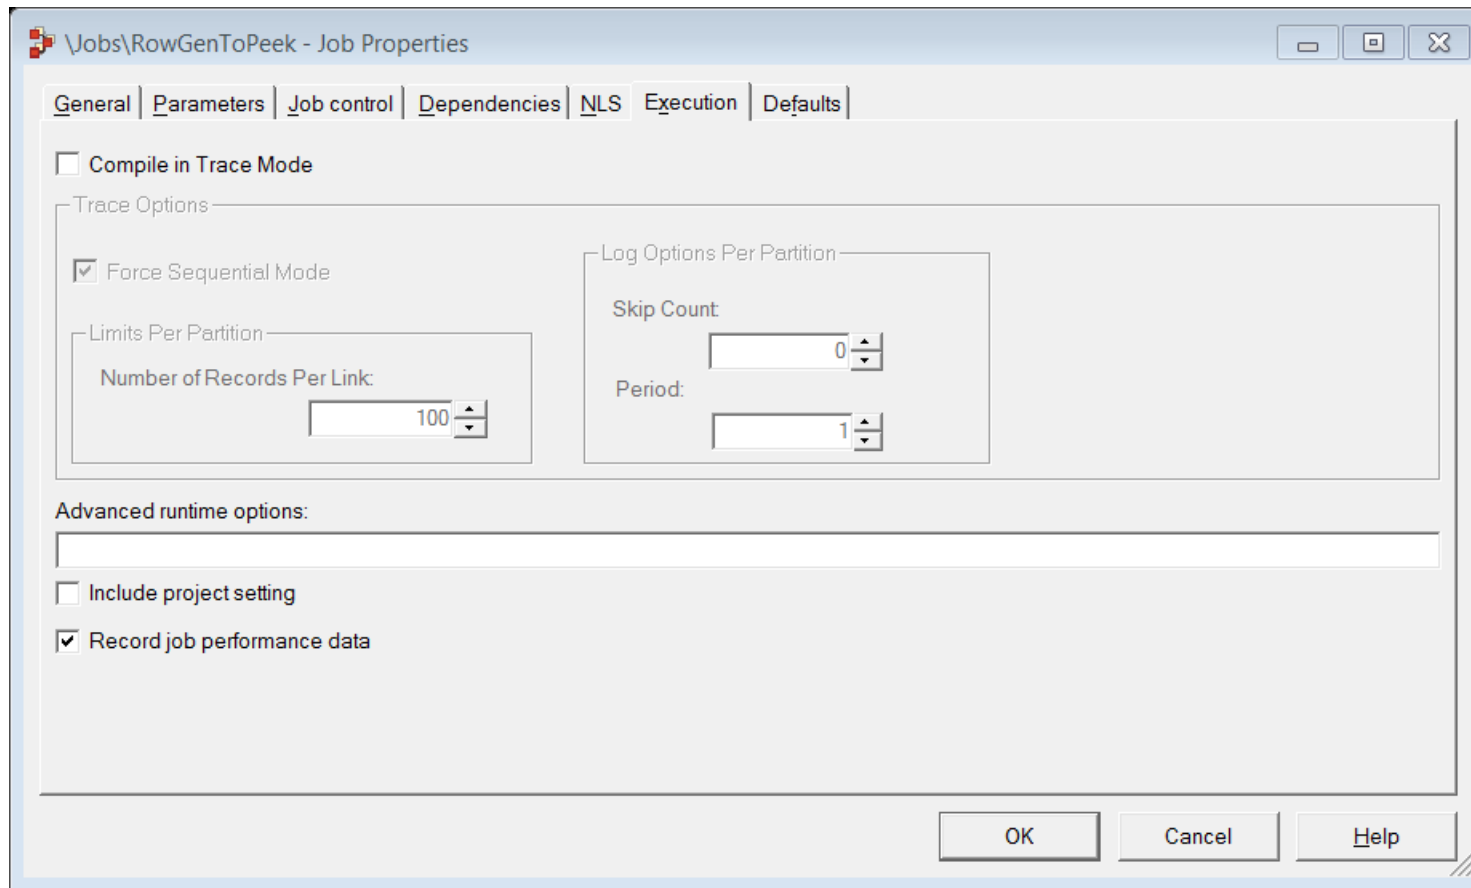 \Jobs\RowGenToPeek - Job Properties
General Parameters Job control Dependencies NLS Execution Defaults
Compile in Trace Mode
Trace Options
Force Sequential Mode
Limits Per Partition
Number of Records Per Link:
100
Log Options Per Partition
Skip Count:
0
Period:
1
Advanced runtime options:
Include project setting
Record job performance data
OK Cancel Help